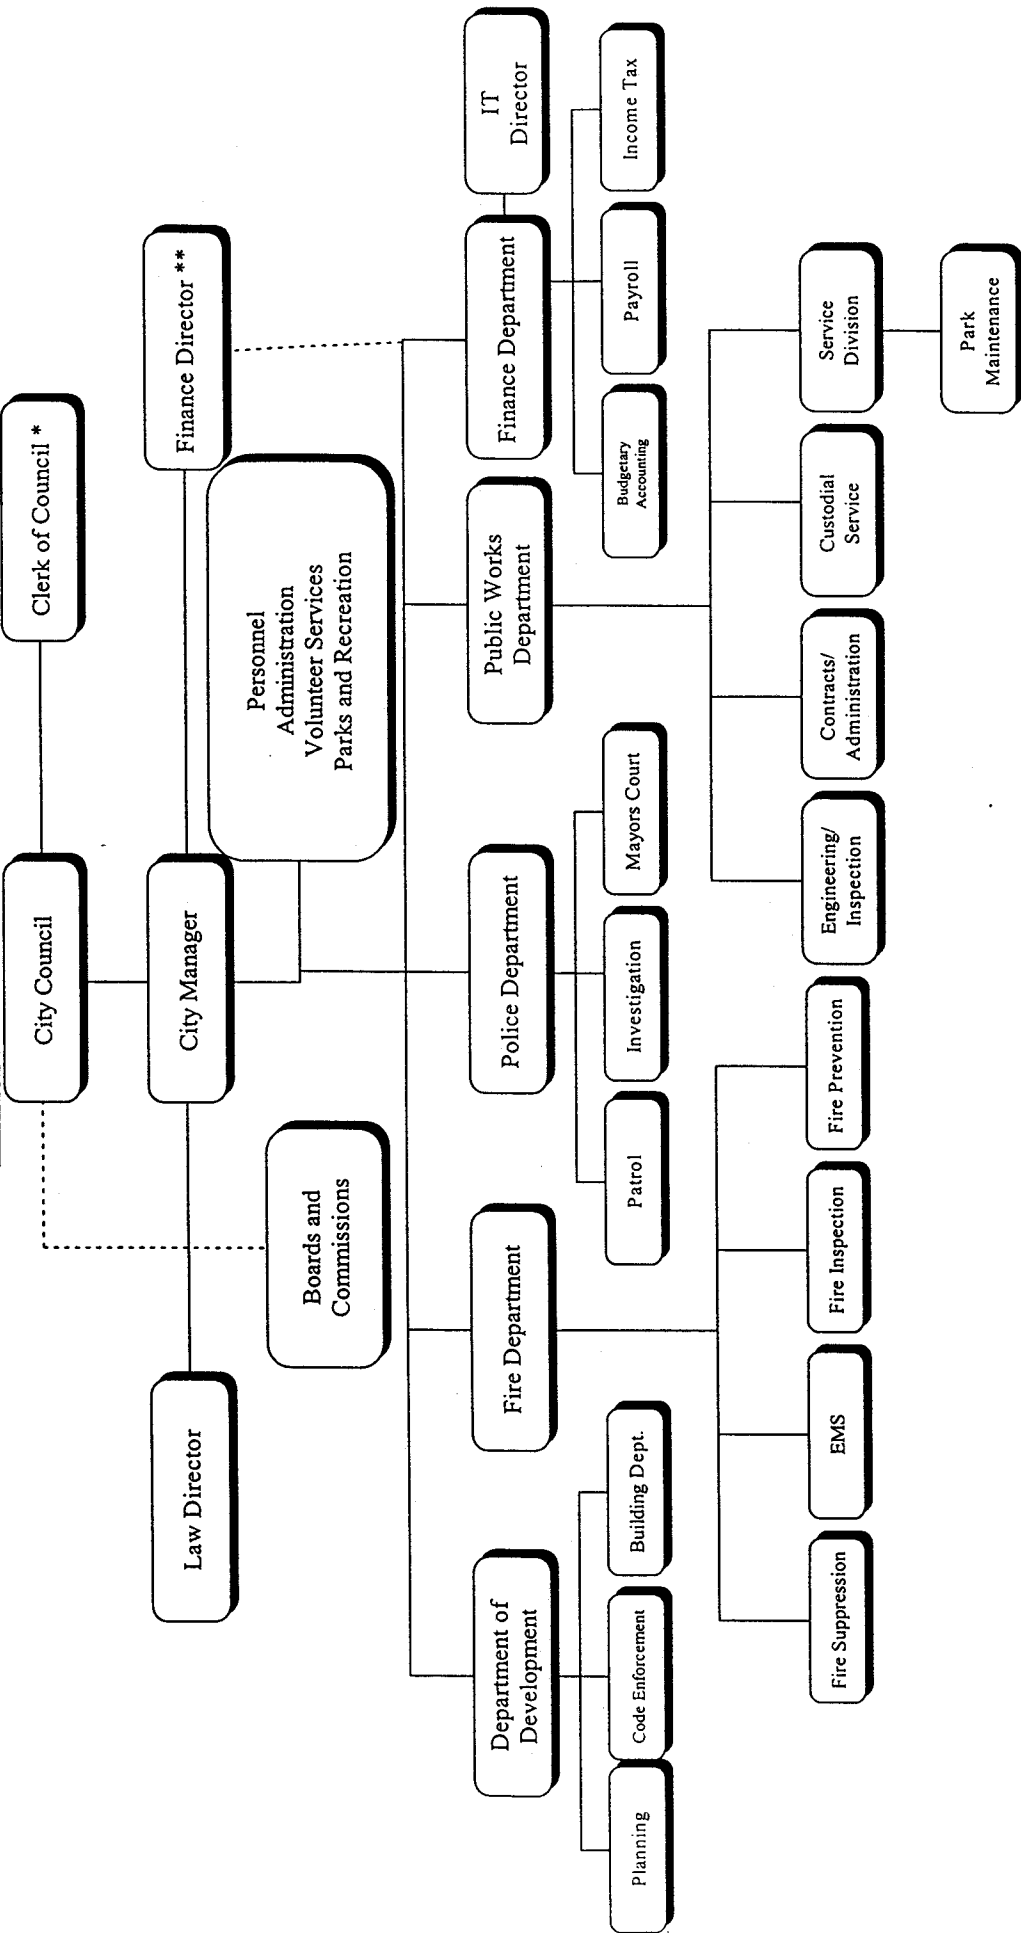 City Council
Clerk of Council *
Law Director
City Manager
Finance Director **
Boards and
Commissions
Personnel
Administration
Volunteer Services
Parks and Recreation
Department of
Development
Fire Department
Police Department
Public Works
Department
Finance Department
IT
Director
Planning
Code Enforcement
Building Dept.
Patrol
Investigation
Mayors Court
Budgetary
Accounting
Payroll
Income Tax
Fire Suppression
EMS
Fire Inspection
Fire Prevention
Engineering/
Inspection
Contracts/
Administration
Custodial
Service
Service
Division
Park
Maintenance